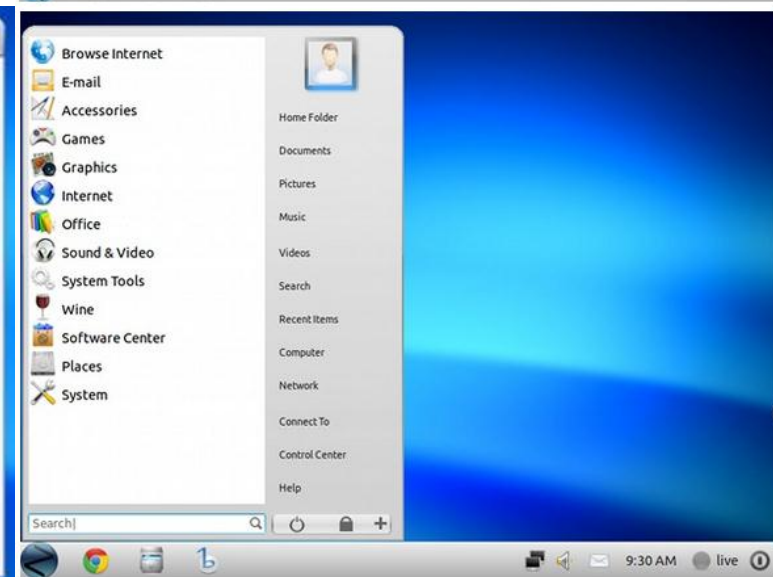 Browse Internet
E-mail
Accessories
Games
Graphics
Internet
Office
Sound & Video
System Tools
Wine
Software Center
Places
System
Search
Home Folder
Documents
Pictures
Music
Videos
Search
Recent Items
Computer
Network
Connect To
Control Center
Help
9:30 AM live